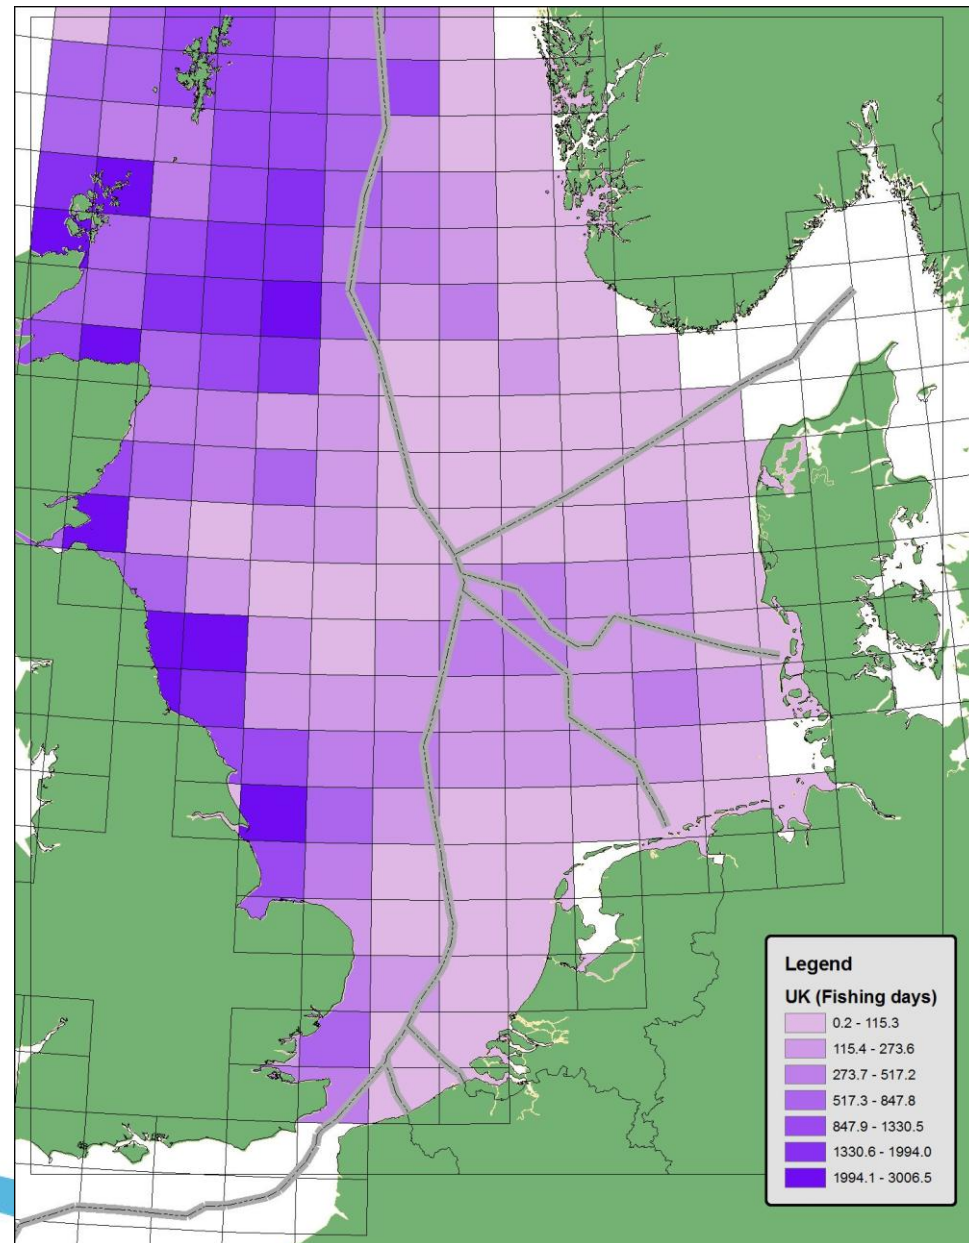 Legend
UK (Fishing days)
0.2 - 115.3
115.4 - 273.6
273.7 - 517.2
517.3 - 847.8
847.9 - 1330.5
1330.6 - 1994.0
1994.1 - 3006.5